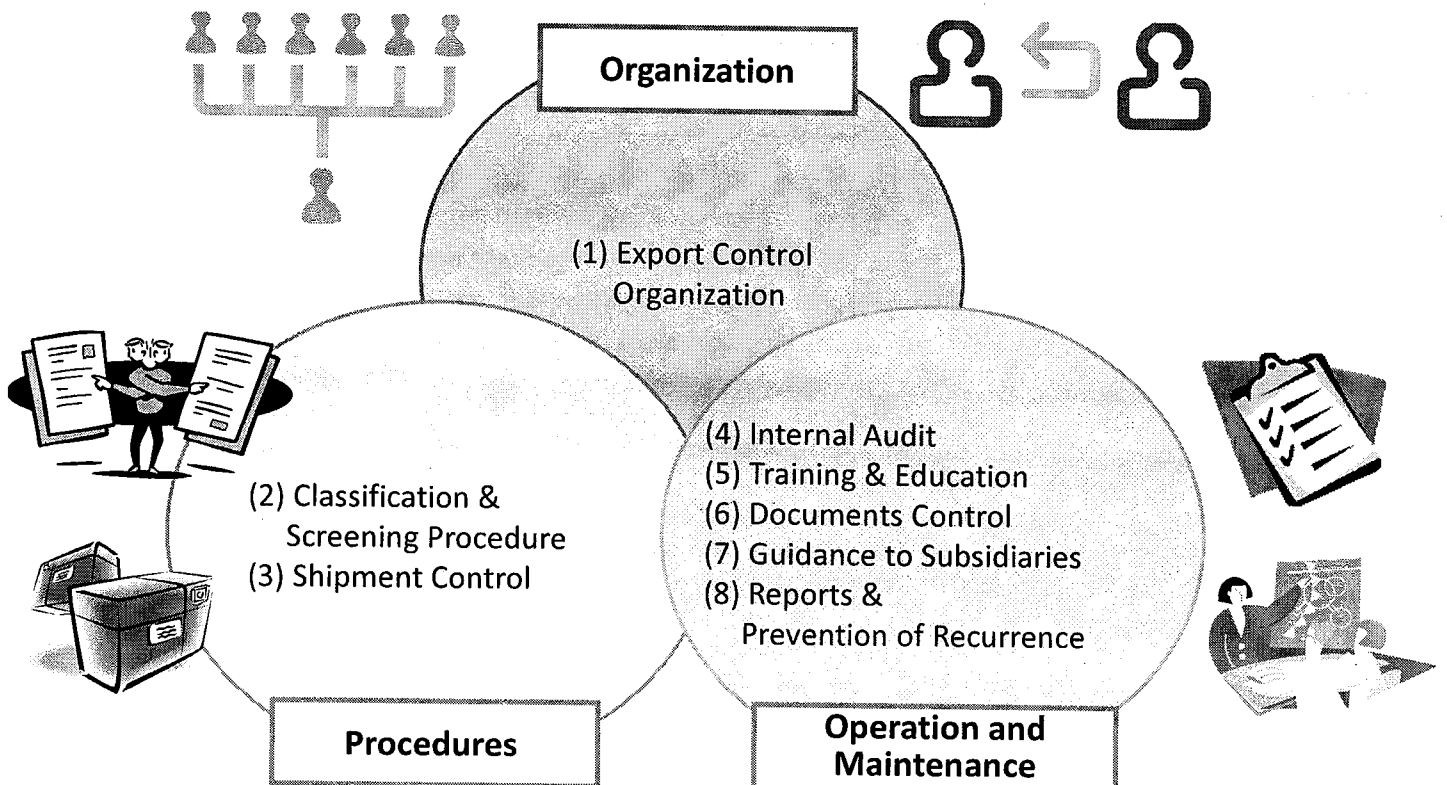 Organization
(1) Export Control
Organization
(2) Classification &
Screening Procedure
(3) Shipment Control
(4) Internal Audit
(5) Training & Education
(6) Documents Control
(7) Guidance to Subsidiaries
(8) Reports &
Prevention of Recurrence
Procedures
Operation and
Maintenance